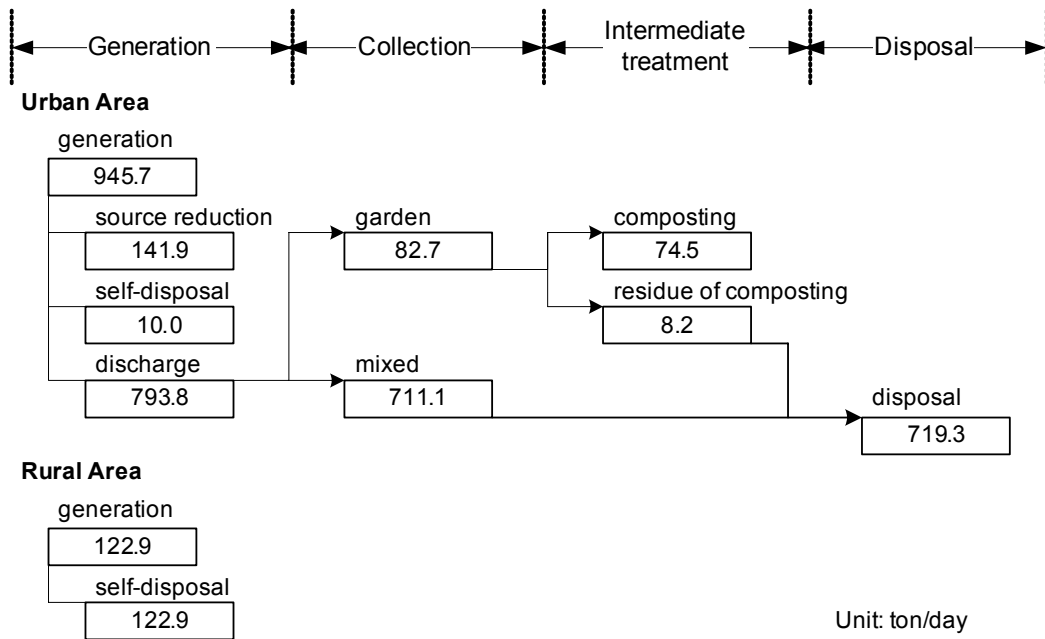 Generation
Collection
Intermediate
treatment
Disposal
Urban Area
generation
945.7
source reduction
garden
composting
141.9
82.7
74.5
self-disposal
residue of composting
10.0
8.2
discharge
mixed
793.8
711.1
disposal
719.3
Rural Area
generation
122.9
self-disposal
122.9
Unit: ton/day